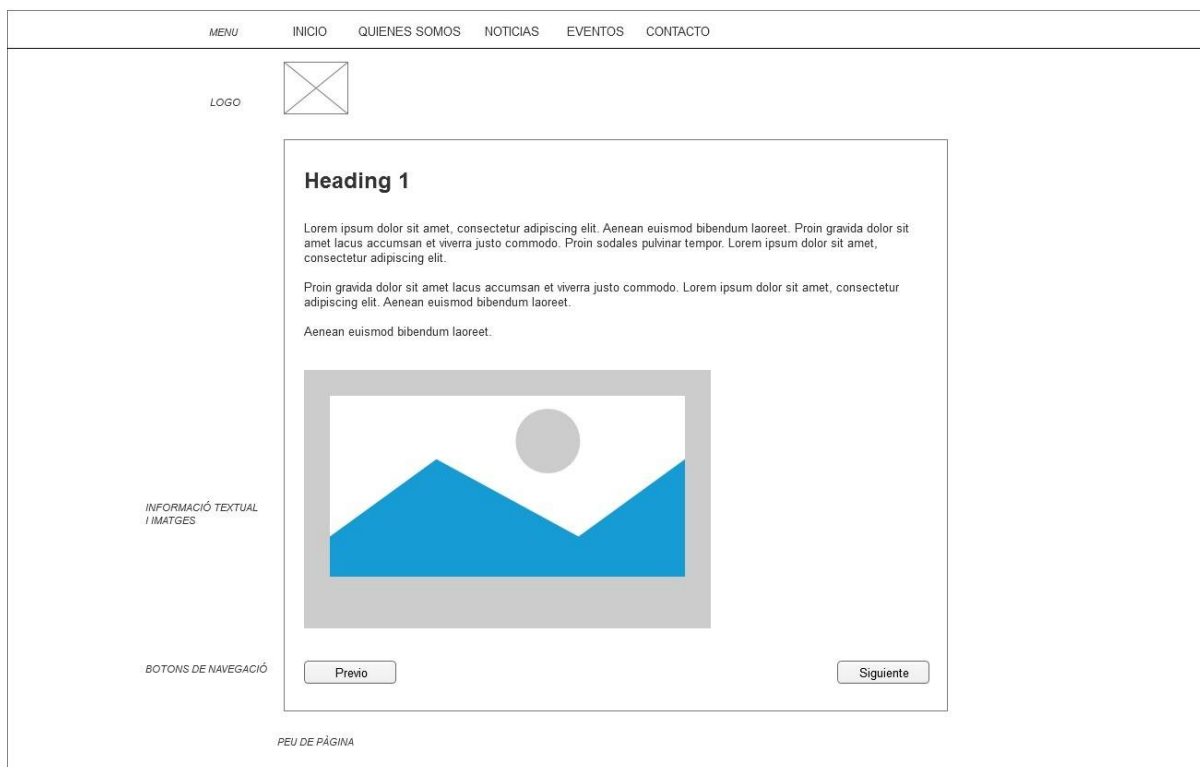 MENU INICIO QUIENES SOMOS NOTICIAS EVENTOS CONTACTO
LOGO
Heading 1
Lorem ipsum dolor sit amet, consectetur adipiscing elit. Aenean euismod bibendum laoreet. Proin gravida dolor sit
amet lacus accumsan et viverra justo commodo. Proin sodales pulvinar tempor. Lorem ipsum dolor sit amet,
consectetur adipiscing elit.
Proin gravida dolor sit amet lacus accumsan et viverra justo commodo. Lorem ipsum dolor sit amet, consectetur
adipiscing elit. Aenean euismod bibendum laoreet.
Aenean euismod bibendum laoreet.
INFORMACIÓ TEXTUAL
I IMATGES
BOTONS DE NAVEGACIÓ Previo Siguiente
PEU DE PÀGINA